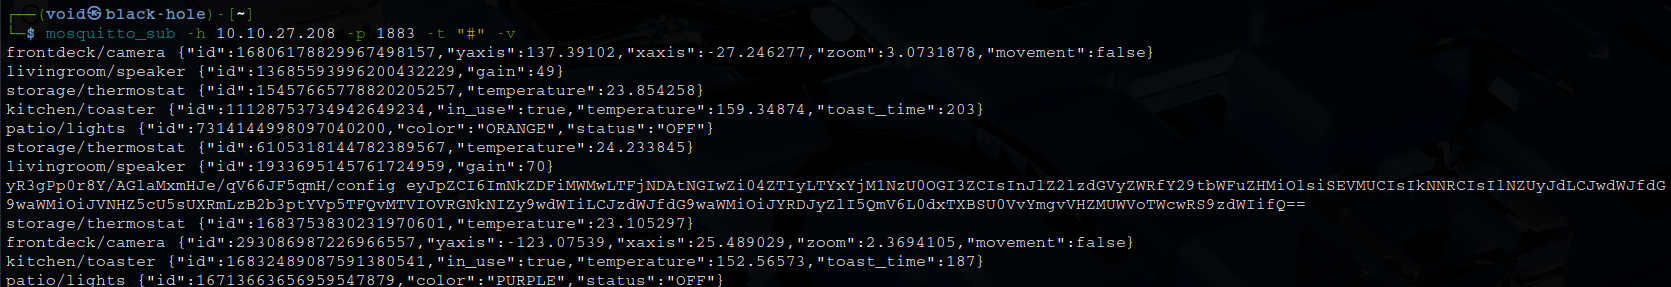 ┌──(void㉿black-hole)-[~]
└─$ mosquitto_sub -h 10.10.27.208 -p 1883 -t "#" -v
frontdeck/camera {"id":16806178829967498157,"yaxis":137.39102,"xaxis":-27.246277,"zoom":3.0731878,"movement":false}
livingroom/speaker {"id":13685593996200432229,"gain":49}
storage/thermostat {"id":15457665778820205257,"temperature":23.854258}
kitchen/toaster {"id":11128753734942649234,"in_use":true,"temperature":159.34874,"toast_time":203}
patio/lights {"id":7314144998097040200,"color":"ORANGE","status":"OFF"}
storage/thermostat {"id":6105318144782389567,"temperature":24.233845}
livingroom/speaker {"id":1933695145761724959,"gain":70}
yR3gPp0r8Y/AGlaMxmHJe/qV66JF5qmH/config eyJpZCI6ImNkZDFiMWMwLTFjNDAtNGIwZi04ZTIyLTYxYjM1NzU0OGI3ZCIsInJlZ2lzdGVyZWRfY29tbWFuZHMiOlsiSEVMUCIsIkNNRCIsIlNZUyJdLCJwdWJfdG
9waWMiOiJVNHZ5cU5sUXRmLzB2b3ptYVp5TFQvMTVIOVRGNkNIZy9wdWIiLCJzdWJfdG9waWMiOiJYRDJyZlI5QmV6L0dxTXBSU0VvYmgvVHZMUWVoTWcwRS9zdWIifQ==
storage/thermostat {"id":1683753830231970601,"temperature":23.105297}
frontdeck/camera {"id":293086987226966557,"yaxis":-123.07539,"xaxis":25.489029,"zoom":2.3694105,"movement":false}
kitchen/toaster {"id":16832489087591380541,"in_use":true,"temperature":152.56573,"toast_time":187}
patio/lights {"id":16713663656959547879,"color":"PURPLE","status":"OFF"}